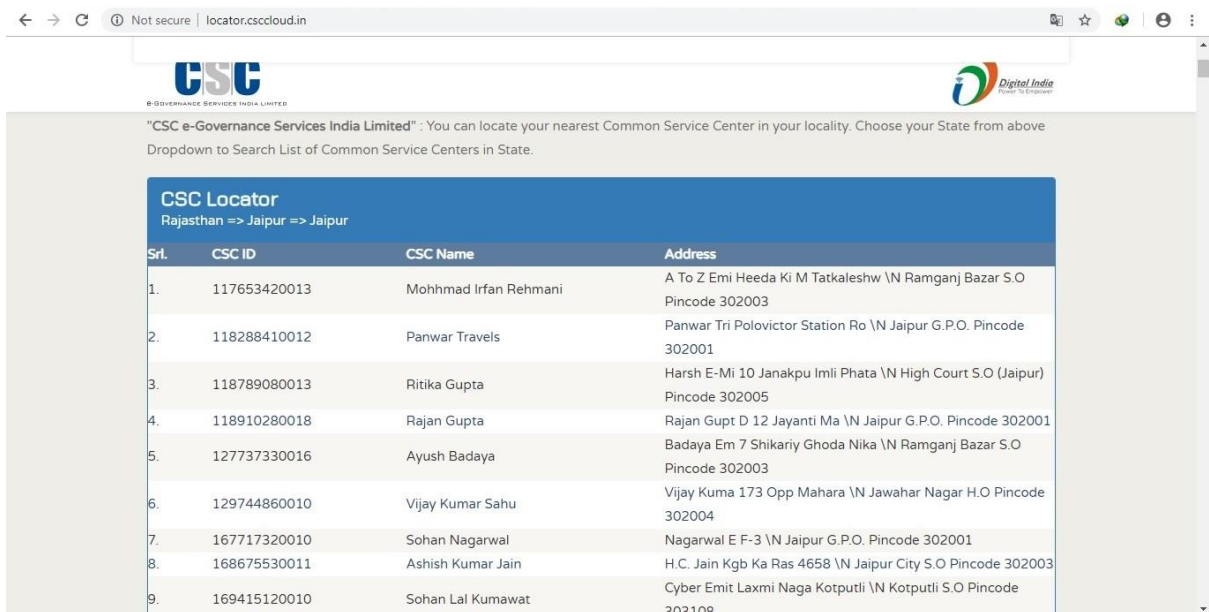 Not secure | locator.csccloud.in
CSC
e-GOVERNANCE SERVICES INDIA LIMITED
Digital India
Power To Empower
"CSC e-Governance Services India Limited" : You can locate your nearest Common Service Center in your locality. Choose your State from above
Dropdown to Search List of Common Service Centers in State.
CSC Locator
Rajasthan => Jaipur => Jaipur
Srl. CSC ID CSC Name Address
1. 117653420013 Mohhmad Irfan Rehmani A To Z Emi Heeda Ki M Tatkaleshw \N Ramganj Bazar S.O
Pincode 302003
2. 118288410012 Panwar Travels Panwar Tri Polovictor Station Ro \N Jaipur G.P.O. Pincode
302001
3. 118789080013 Ritika Gupta Harsh E-Mi 10 Janakpu Imli Phata \N High Court S.O (Jaipur)
Pincode 302005
4. 118910280018 Rajan Gupta Rajan Gupt D 12 Jayanti Ma \N Jaipur G.P.O. Pincode 302001
5. 127737330016 Ayush Badaya Badaya Em 7 Shikariy Ghoda Nika \N Ramganj Bazar S.O
Pincode 302003
6. 129744860010 Vijay Kumar Sahu Vijay Kuma 173 Opp Mahara \N Jawahar Nagar H.O Pincode
302004
7. 167717320010 Sohan Nagarwal Nagarwal E F-3 \N Jaipur G.P.O. Pincode 302001
8. 168675530011 Ashish Kumar Jain H.C. Jain Kgb Ka Ras 4658 \N Jaipur City S.O Pincode 302003
9. 169415120010 Sohan Lal Kumawat Cyber Emit Laxmi Naga Kotputli \N Kotputli S.O Pincode
303108